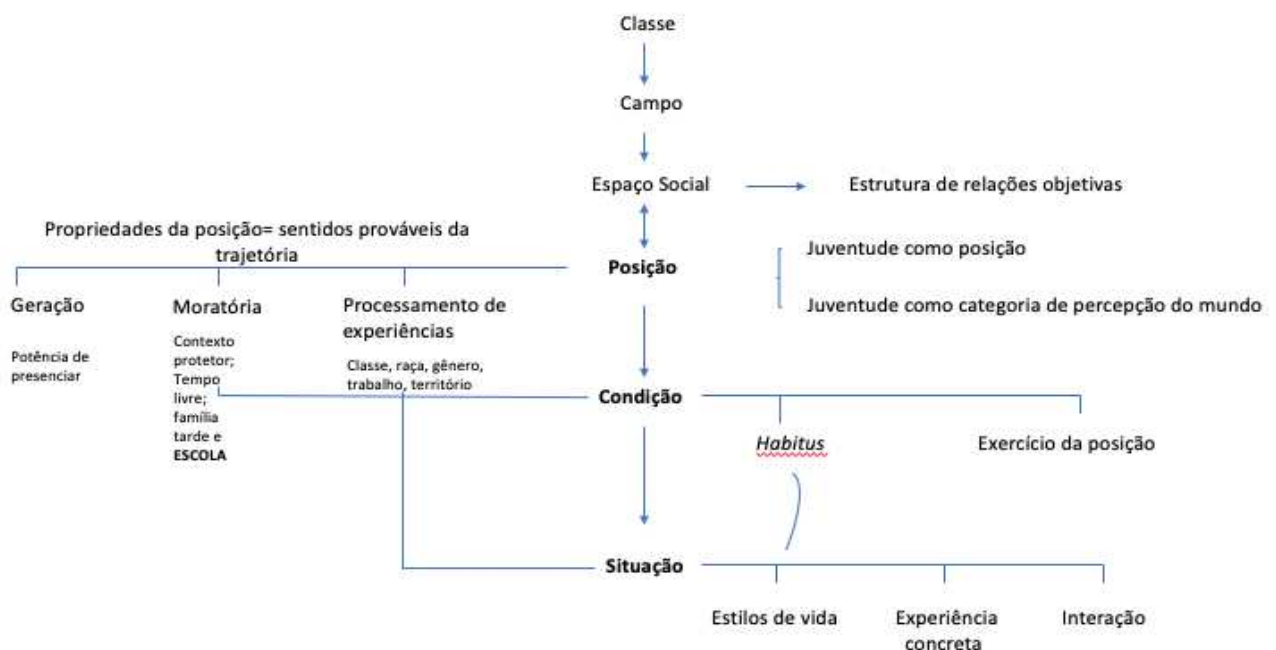 Classe
Campo
Espaço Social
Estrutura de relações objetivas
Propriedades da posição= sentidos prováveis da
trajetória
Posição
Juventude como posição
Juventude como categoria de percepção do mundo
Geração
Potência de
presenciar
Moratória
Contexto
protetor;
Tempo
livre;
família
tarde e
ESCOLA
Processamento de
experiências
Classe, raça, gênero,
trabalho, território
Condição
Habitus
Exercício da posição
Situação
Estilos de vida
Experiência
concreta
Interação